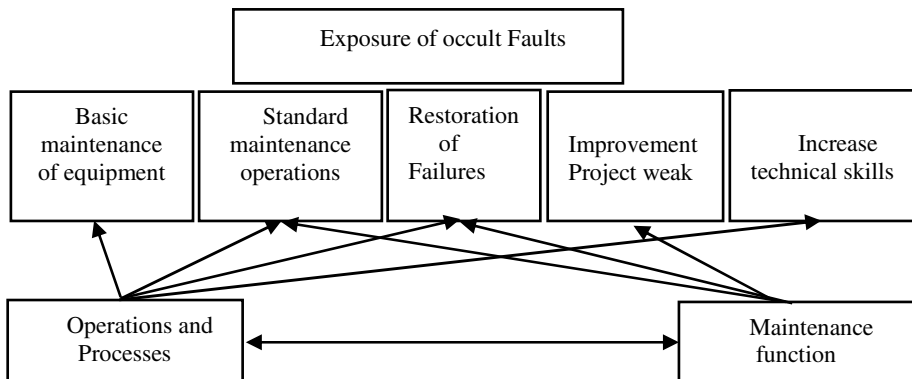 Exposure of occult Faults
Basic
maintenance
of equipment
Standard
maintenance
operations
Restoration
of
Failures
Improvement
Project weak
Increase
technical skills
Operations and
Processes
Maintenance
function